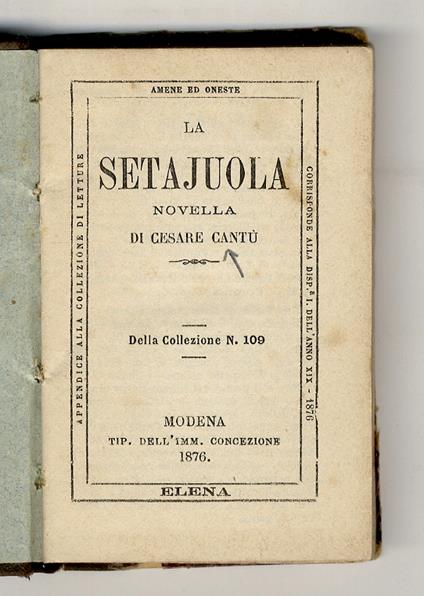 AMENE ED ONESTE
APPENDICE ALLA COLLEZIONE DI LETTURE
CORRISPONDE ALLA DISP.ª I. DELL'ANNO XIX - 1876
LA
SETAJUOLA
NOVELLA
DI CESARE CANTÙ
Della Collezione N. 109
MODENA
TIP. DELL'IMM. CONCEZIONE
1876.
ELENA